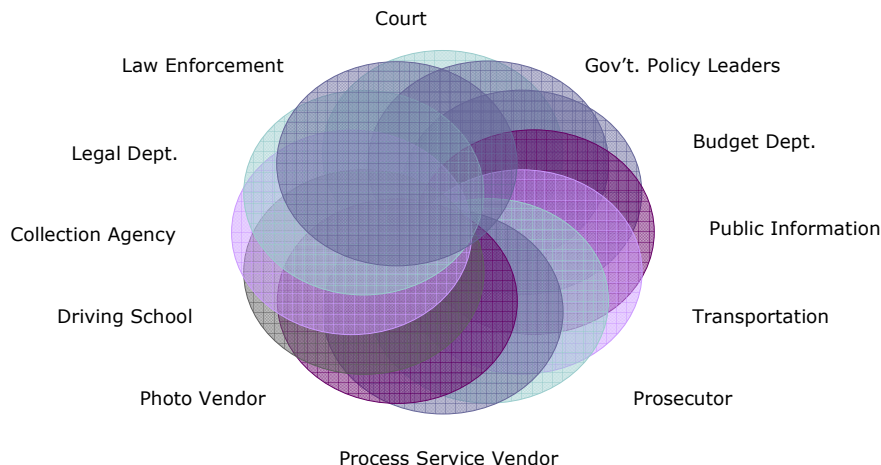 Court
Law Enforcement
Gov't. Policy Leaders
Legal Dept.
Budget Dept.
Collection Agency
Public Information
Driving School
Transportation
Photo Vendor
Prosecutor
Process Service Vendor